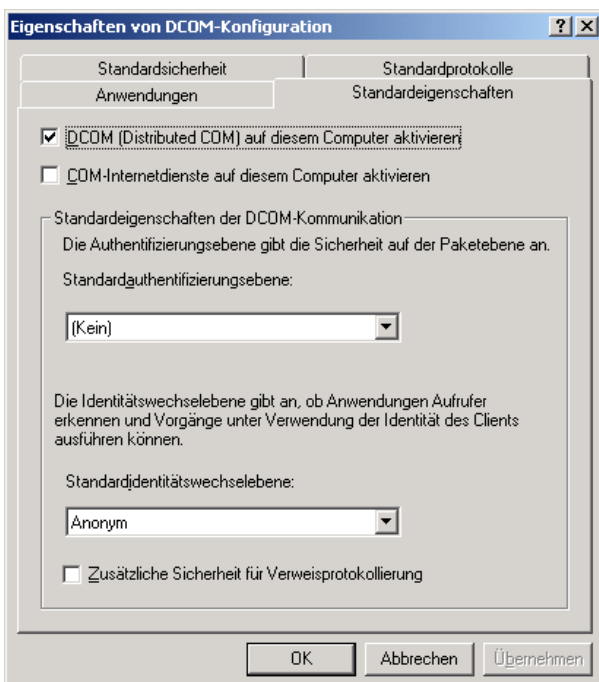 Eigenschaften von DCOM-Konfiguration
Standardsicherheit
Standardprotokolle
Anwendungen
Standardeigenschaften
DCOM (Distributed COM) auf diesem Computer aktivieren
COM-Internetdienste auf diesem Computer aktivieren
Standardeigenschaften der DCOM-Kommunikation
Die Authentifizierungsebene gibt die Sicherheit auf der Paketebene an.
Standardauthentifizierungsebene:
(Kein)
Die Identitätswechselebene gibt an, ob Anwendungen Aufrufer
erkennen und Vorgänge unter Verwendung der Identität des Clients
ausführen können.
Standardidentitätswechselebene:
Anonym
Zusätzliche Sicherheit für Verweisprotokollierung
OK
Abbrechen
Übernehmen